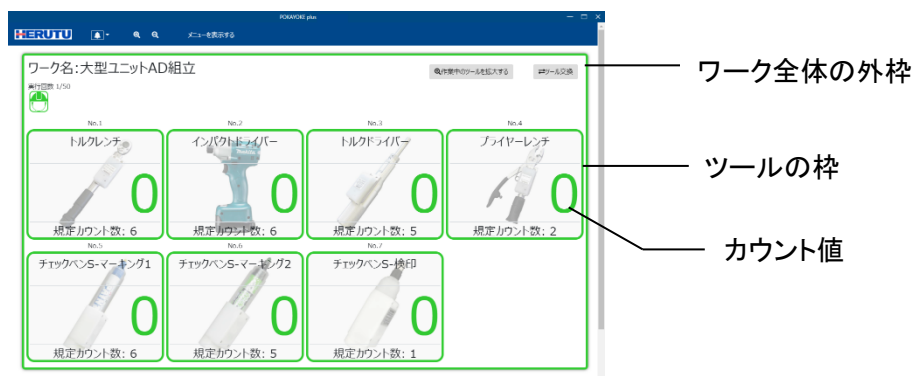 POKAYOKE plus
HERUTU メニューを表示する
ワーク名:大型ユニットAD組立
作業中のツールを拡大する ツール交換
ワーク全体の外枠
実行回数 1/50
No.1 No.2 No.3 No.4
トルクレンチ インパクトドライバー トルクドライバー プライヤーレンチ
ツールの枠
0 0 0 0
規定カウント数: 6 規定カウント数: 6 規定カウント数: 5 規定カウント数: 2
カウント値
No.5 No.6 No.7
チェックペンS-マーキング1 チェックペンS-マーキング2 チェックペンS-検印
0 0 0
規定カウント数: 6 規定カウント数: 5 規定カウント数: 1